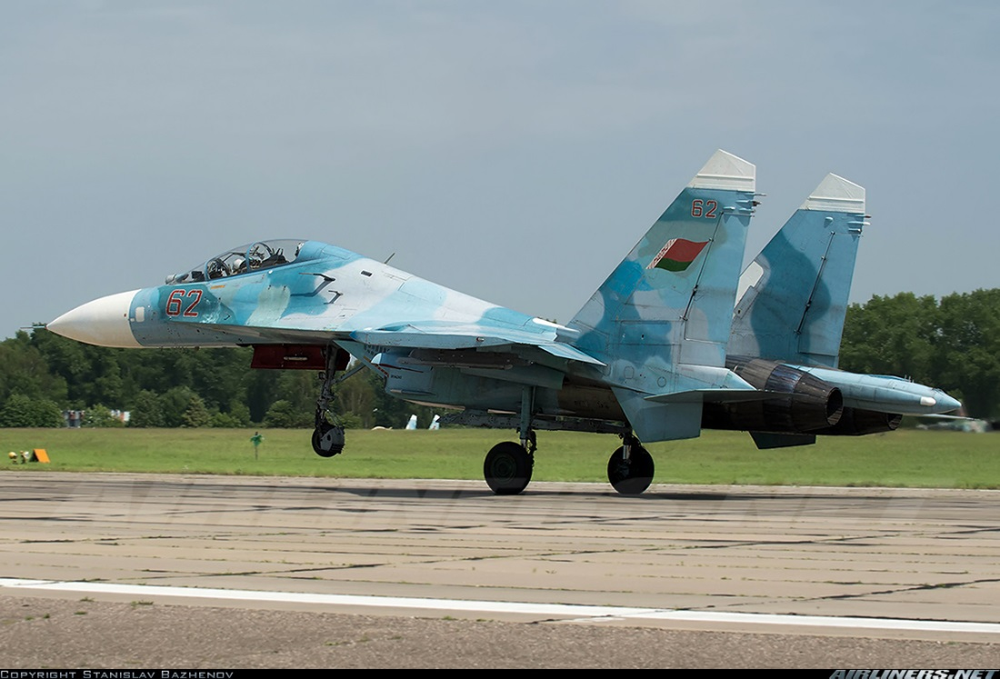 62
62
COPYRIGHT STANISLAV BAZHENOV
AIRLINERS.NET